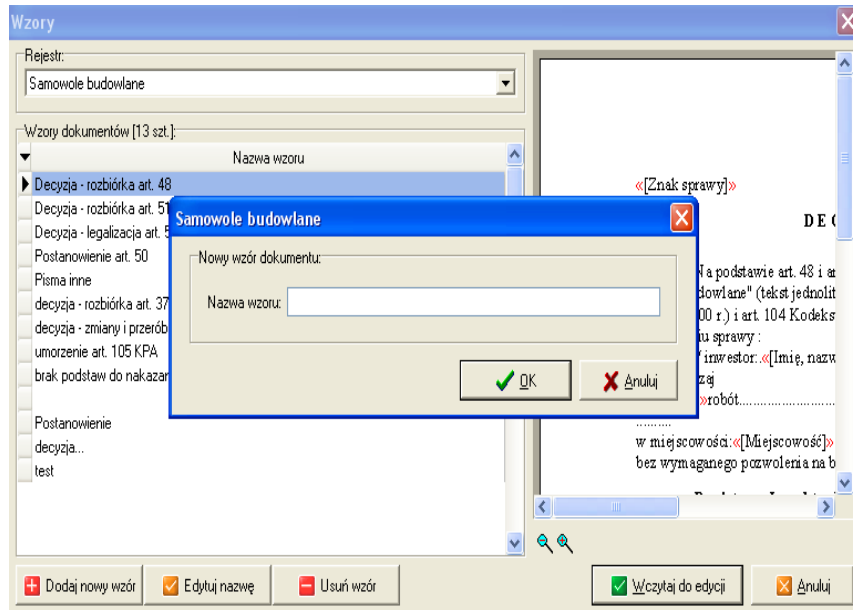 Wzory
Rejestr:
Samowole budowlane
Wzory dokumentów [13 szt.]:
Nazwa wzoru
Decyzja - rozbiórka art. 48
Decyzja - rozbiórka art. 51
Decyzja - legalizacja art.
Postanowienie art. 50
Pisma inne
decyzja - rozbiórka art. 37
decyzja - zmiany i przerób
umorzenie art. 105 KPA
brak podstaw do nakazan
Postanowienie
decyzja...
test
Samowole budowlane
Nowy wzór dokumentu:
Nazwa wzoru:
OK
Anuluj
«[Znak sprawy]»
D E
Na podstawie art. 48 i
dowlane" (tekst jednolit
00 r.) i art. 104 Kodeks
iu sprawy :
inwestor:.«[Imię, nazw
zaj
»robót..........................
..........
w miejscowości:«[Miejscowość]»
bez wymaganego pozwolenia na b
Dodaj nowy wzór
Edytuj nazwę
Usuń wzór
Wczytaj do edycji
Anuluj